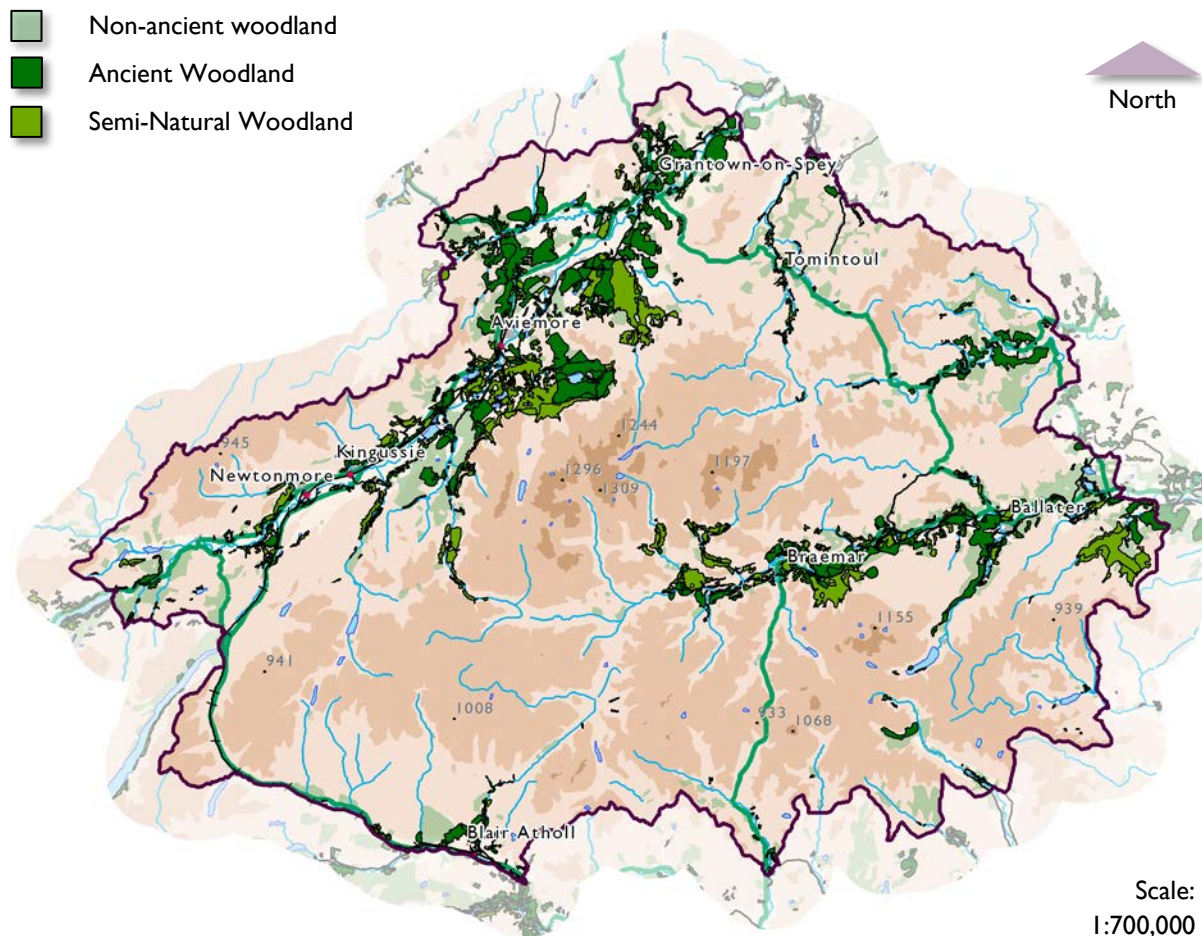 Non-ancient woodland
Ancient Woodland
Semi-Natural Woodland
North
Grantown-on-Spey
Tomintoul
Aviemore
1244
945
Kingussie
1197
1296
Newtonmore
1309
Ballater
Braemar
1155
939
941
1008
933
1068
Blair Atholl
Scale:
1:700,000